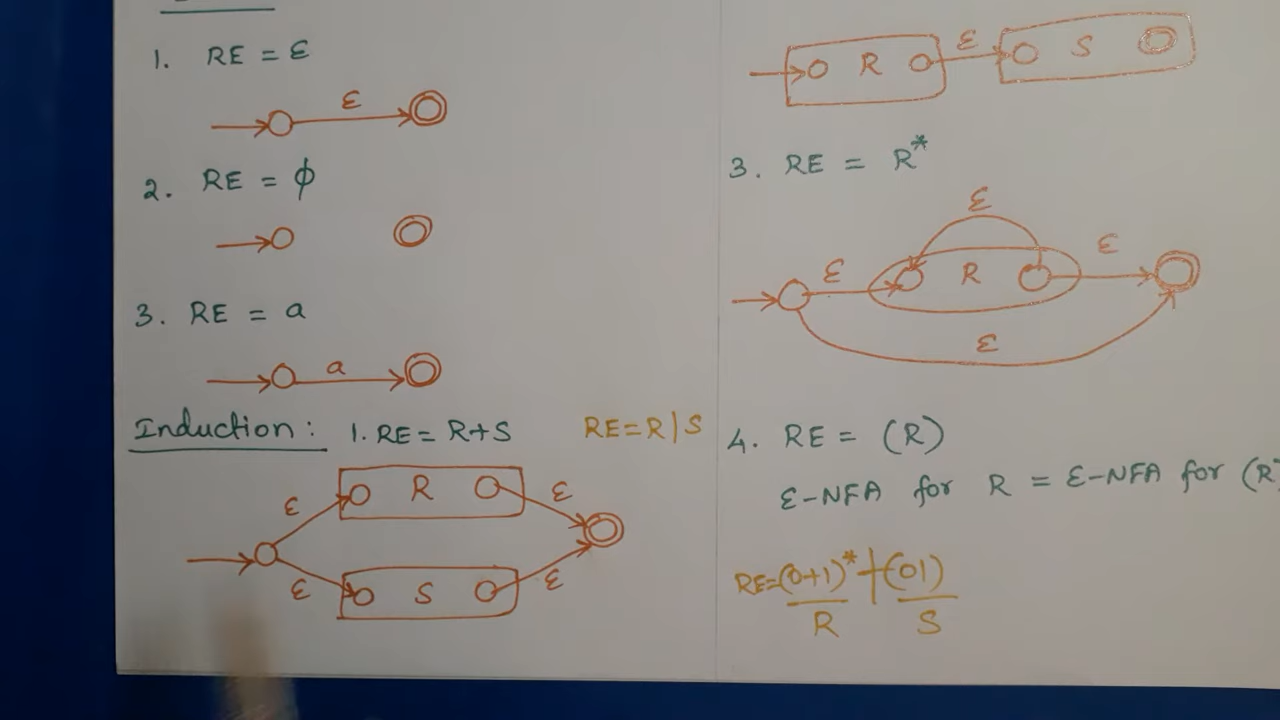 1. RE = ε
ε
2. RE = ϕ
3. RE = a
a
Induction: 1. RE = R+S RE=R|S
ε R ε
ε S ε
R ε S
3. RE = R*
ε
ε R ε
ε
4. RE = (R)
ε-NFA for R = ε-NFA for (R
RE=(0+1)*+(01)
R S